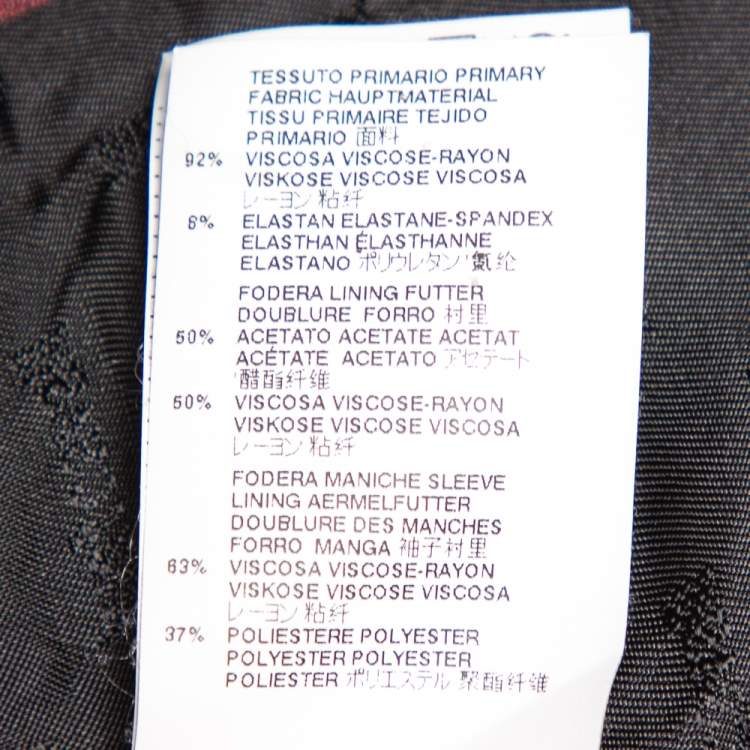 TESSUTO PRIMARIO PRIMARY
FABRIC HAUPTMATERIAL
TISSU PRIMAIRE TEJIDO
PRIMARIO 面料
92% VISCOSA VISCOSE-RAYON
VISKOSE VISCOSE VISCOSA
レーヨン 粘纤
8% ELASTAN ELASTANE-SPANDEX
ELASTHAN ÉLASTHANNE
ELASTANO ポリウレタン 氨纶
FODERA LINING FUTTER
DOUBLURE FORRO 村里
50% ACETATO ACETATE ACETAT
ACÉTATE ACETATO アセテート
醋酯纤维
50% VISCOSA VISCOSE-RAYON
VISKOSE VISCOSE VISCOSA
レーヨン 粘纤
FODERA MANICHE SLEEVE
LINING AERMELFUTTER
DOUBLURE DES MANCHES
FORRO MANGA 袖子村里
63% VISCOSA VISCOSE-RAYON
VISKOSE VISCOSE VISCOSA
レーヨン 粘纤
37% POLIESTERE POLYESTER
POLYESTER POLYESTER
POLIESTER ポリエステル 聚酯纤维